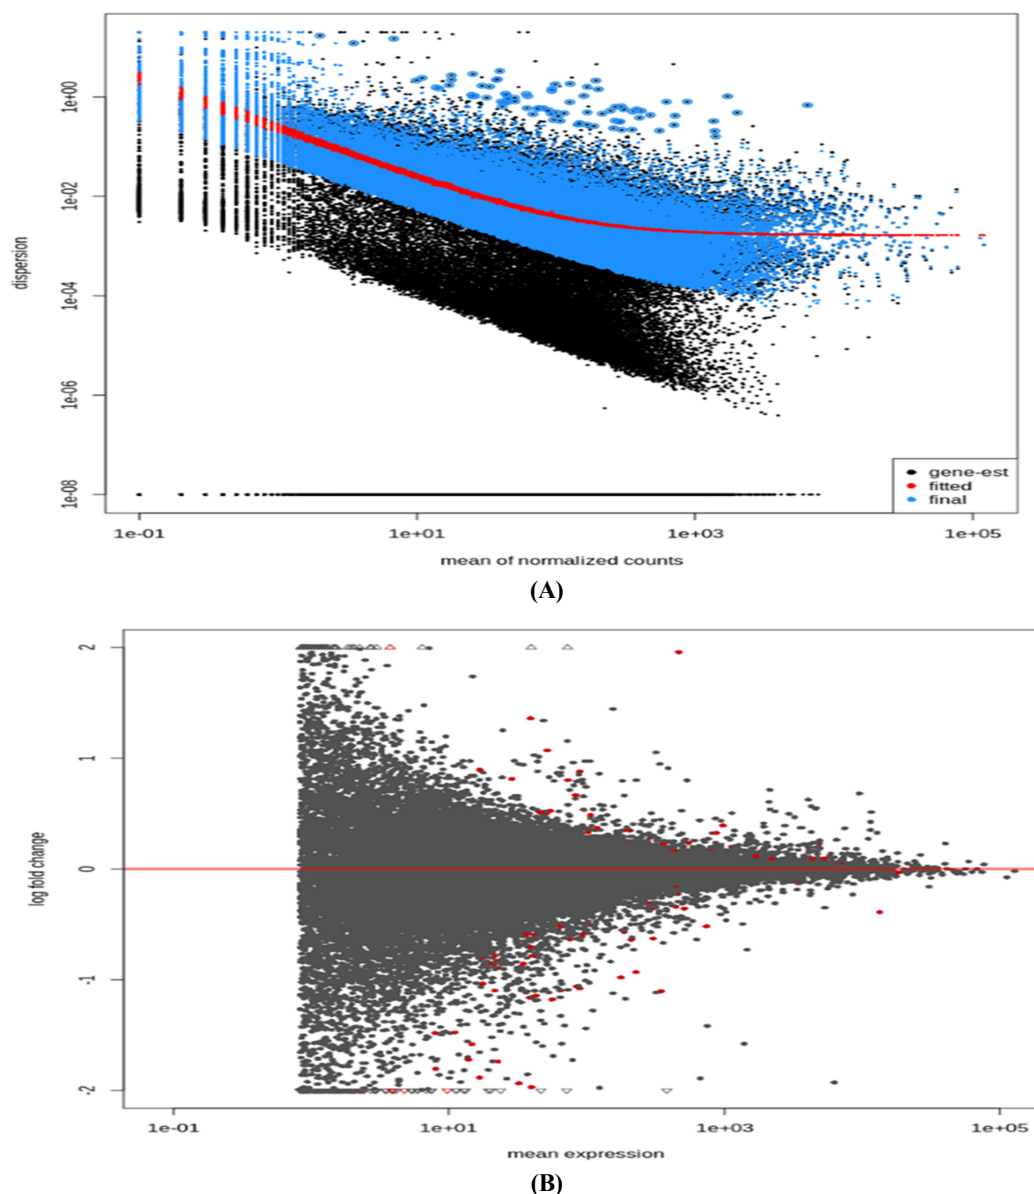 dispersion
1e+00
1e-02
1e-04
1e-06
1e-08
gene-est
fitted
final
1e-01 1e+01 1e+03 1e+05
mean of normalized counts
(A)
log fold change
2
1
0
-1
-2
1e-01 1e+01 1e+03 1e+05
mean expression
(B)